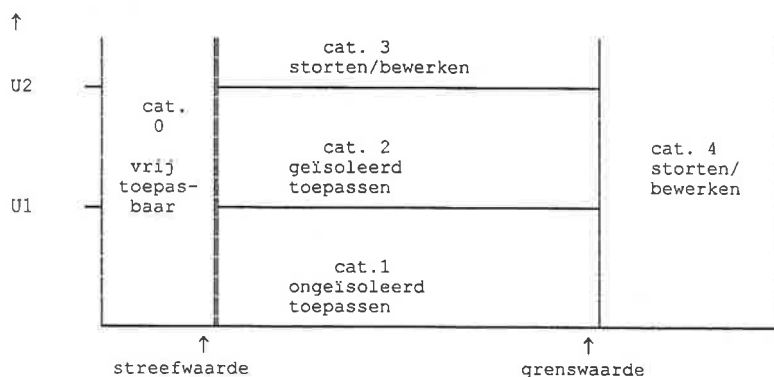 ↑
cat. 3
storten/bewerken
U2
cat.
0
vrij
toepas-
baar
cat. 2
geïsoleerd
toepassen
cat. 4
storten/
bewerken
U1
cat.1
ongeïsoleerd
toepassen
↑
streefwaarde
↑
grenswaarde